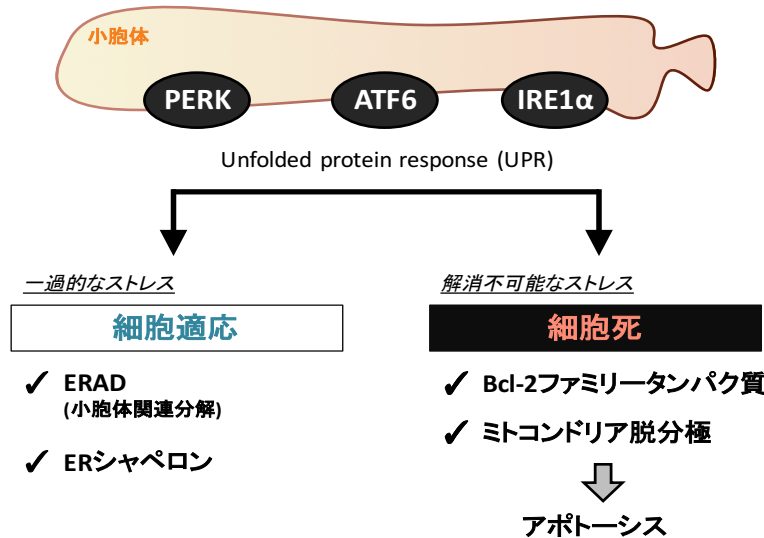 小胞体
PERK
ATF6
IRE1α
Unfolded protein response (UPR)
一過的なストレス
細胞適応
✓ ERAD
(小胞体関連分解)
✓ ERシャペロン
解消不可能なストレス
細胞死
✓ Bcl-2ファミリータンパク質
✓ ミトコンドリア脱分極
アポトーシス